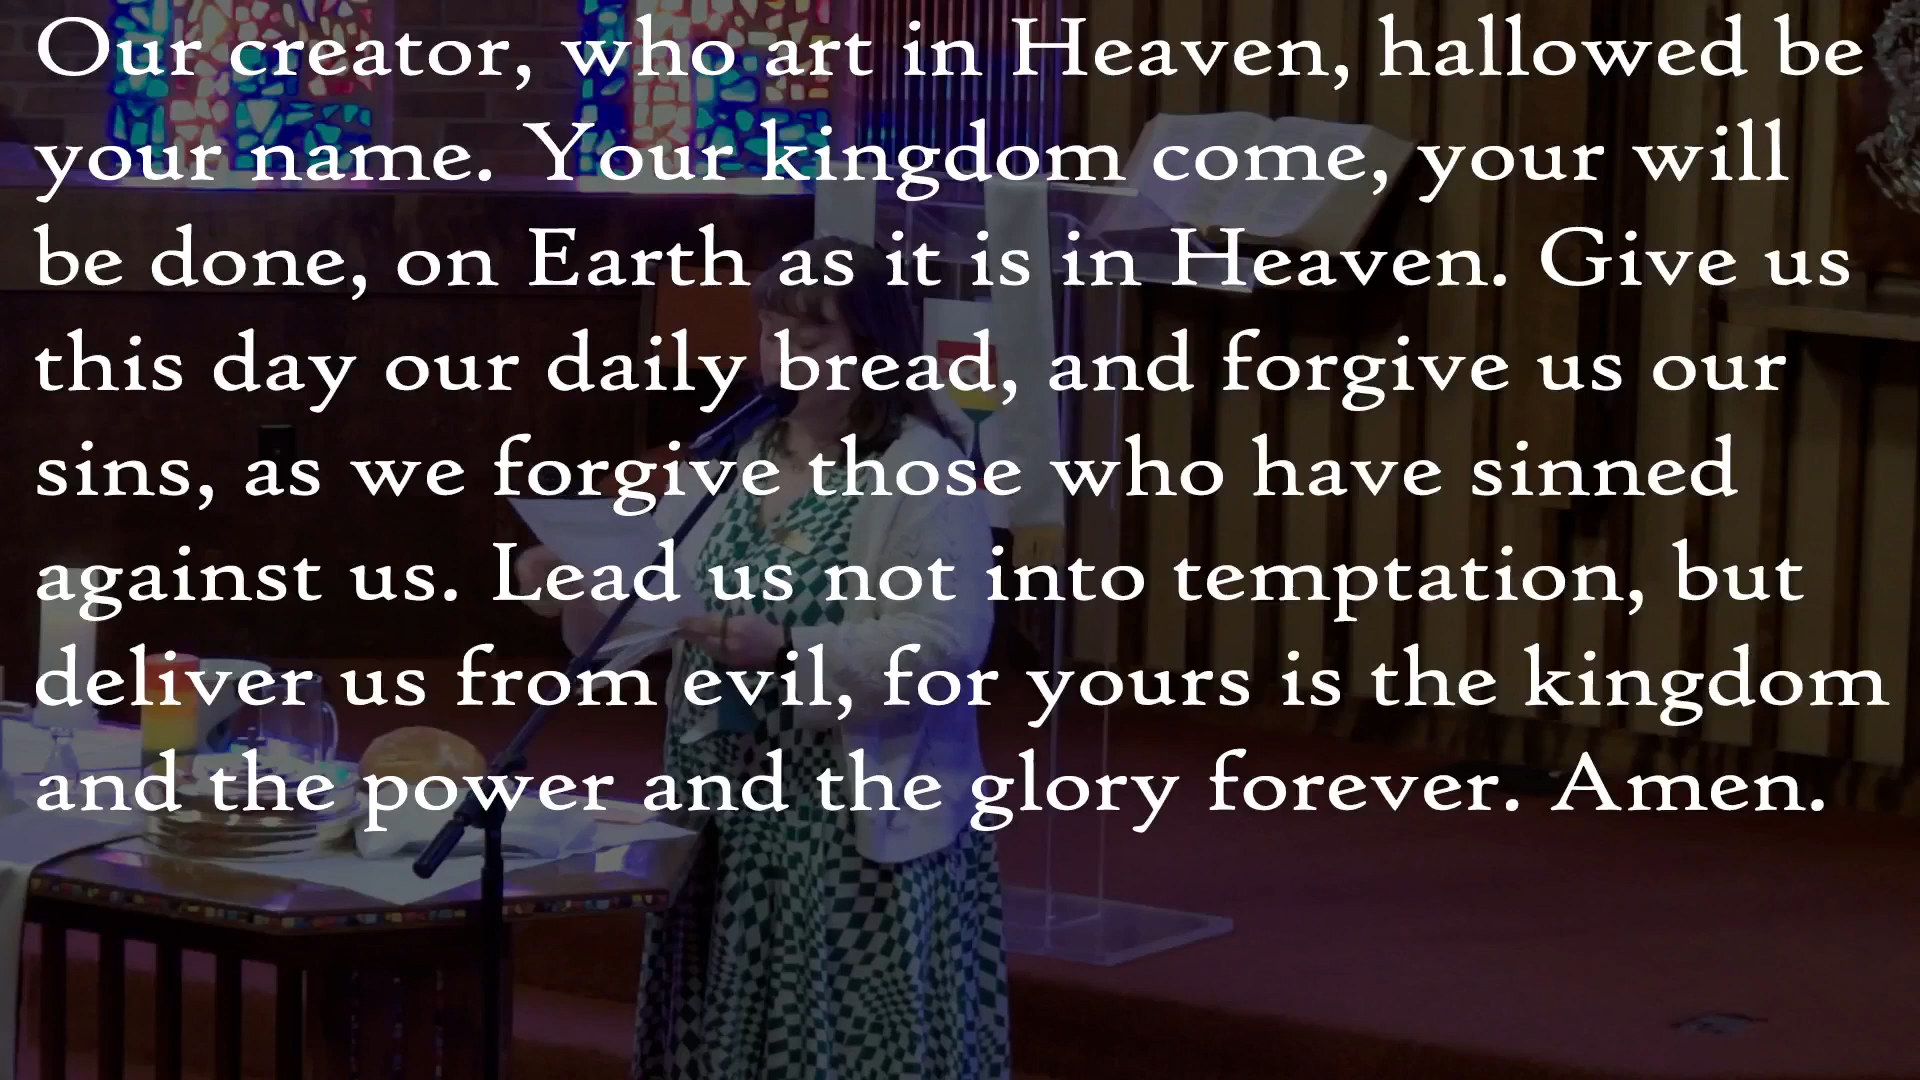 Our creator, who art in Heaven, hallowed be
your name. Your kingdom come, your will
be done, on Earth as it is in Heaven. Give us
this day our daily bread, and forgive us our
sins, as we forgive those who have sinned
against us. Lead us not into temptation, but
deliver us from evil, for yours is the kingdom
and the power and the glory forever. Amen.